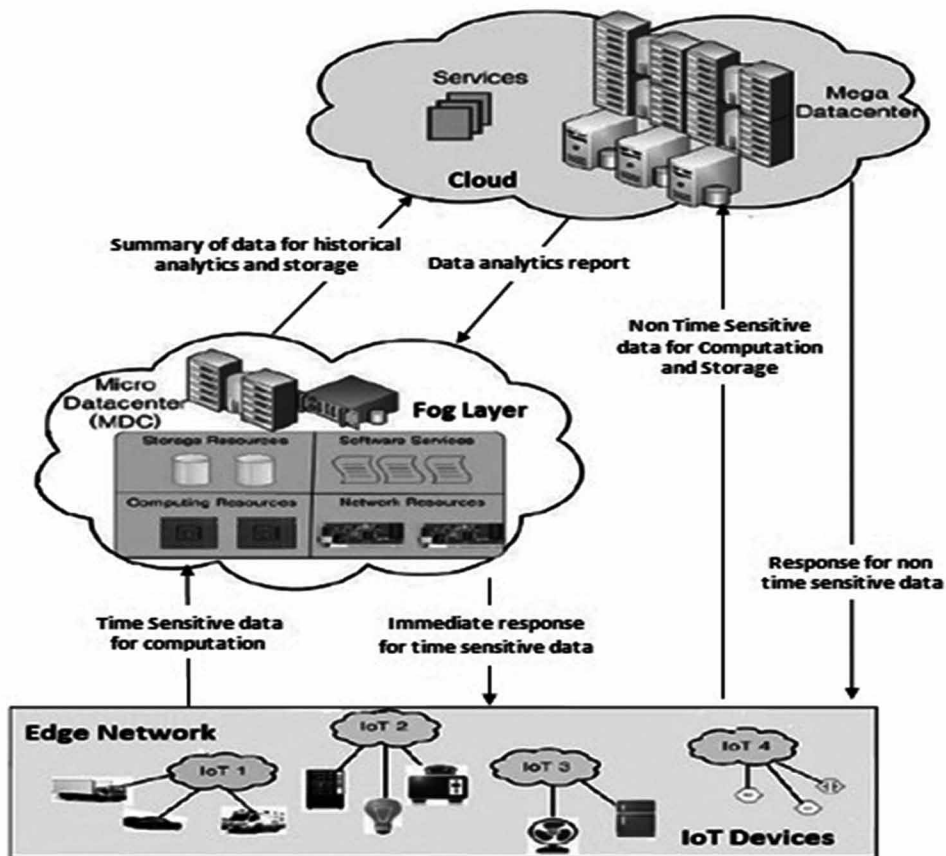 Services
Mega
Datacenter
Cloud
Summary of data for historical
analytics and storage
Data analytics report
Non Time Sensitive
data for Computation
and Storage
Micro
Datacenter
(MDC)
Fog Layer
Storage Resources
Software Services
Computing Resources
Network Resources
Response for non
time sensitive data
Time Sensitive data
for computation
Immediate response
for time sensitive data
Edge Network
IoT 1
IoT 2
IoT 3
IoT 4
IoT Devices